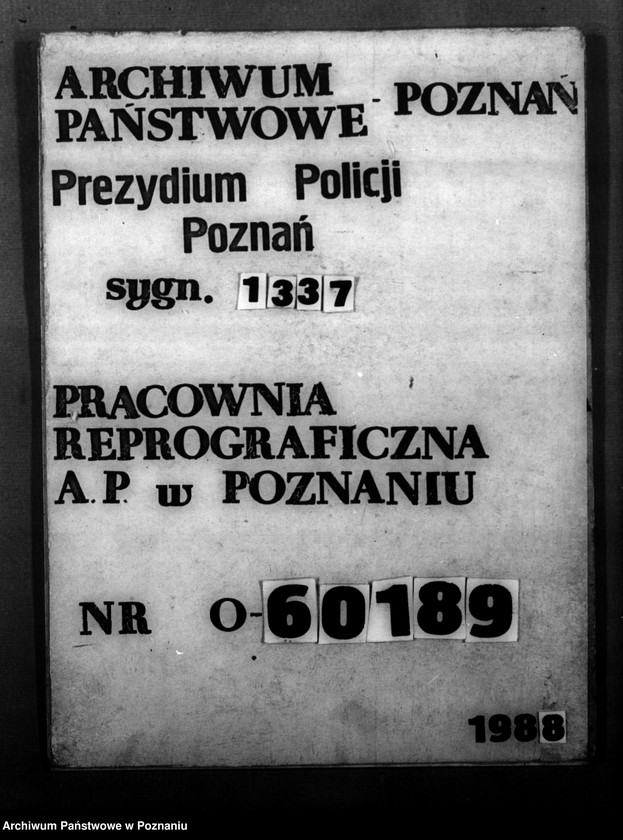 ARCHIWUM
PAŃSTWOWE - POZNAŃ
Prezydium Policji
Poznań
sygn. 1337
PRACOWNIA
REPROGRAFICZNA
A.P. w POZNANIU
NR O-60189
1988
Archiwum Państwowe w Poznaniu